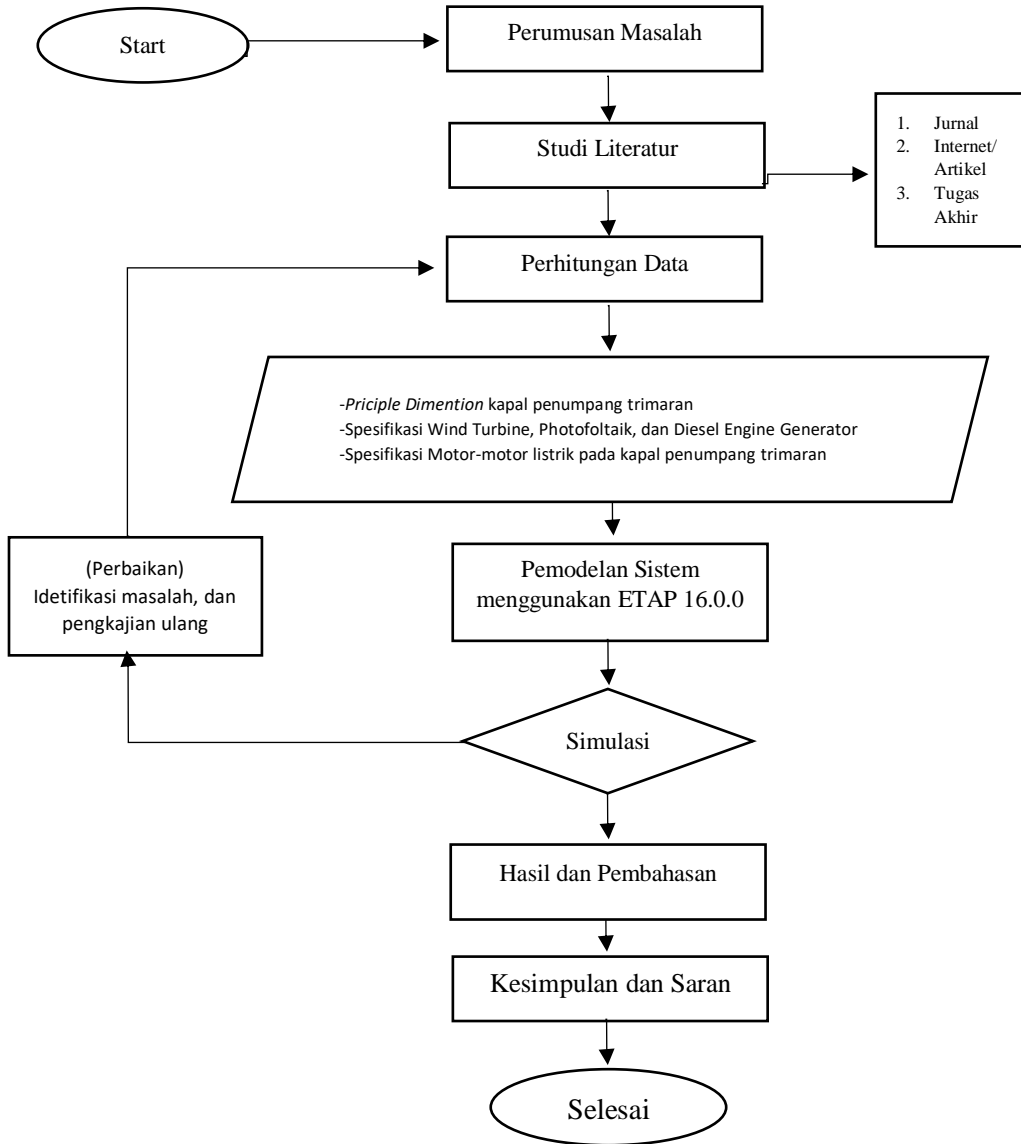 Start
Perumusan Masalah
Studi Literatur
1. Jurnal
2. Internet/
Artikel
3. Tugas
Akhir
Perhitungan Data
-Priciple Dimention kapal penumpang trimaran
-Spesifikasi Wind Turbine, Photofoltaik, dan Diesel Engine Generator
-Spesifikasi Motor-motor listrik pada kapal penumpang trimaran
(Perbaikan)
Idetifikasi masalah, dan
pengkajian ulang
Pemodelan Sistem
menggunakan ETAP 16.0.0
Simulasi
Hasil dan Pembahasan
Kesimpulan dan Saran
Selesai